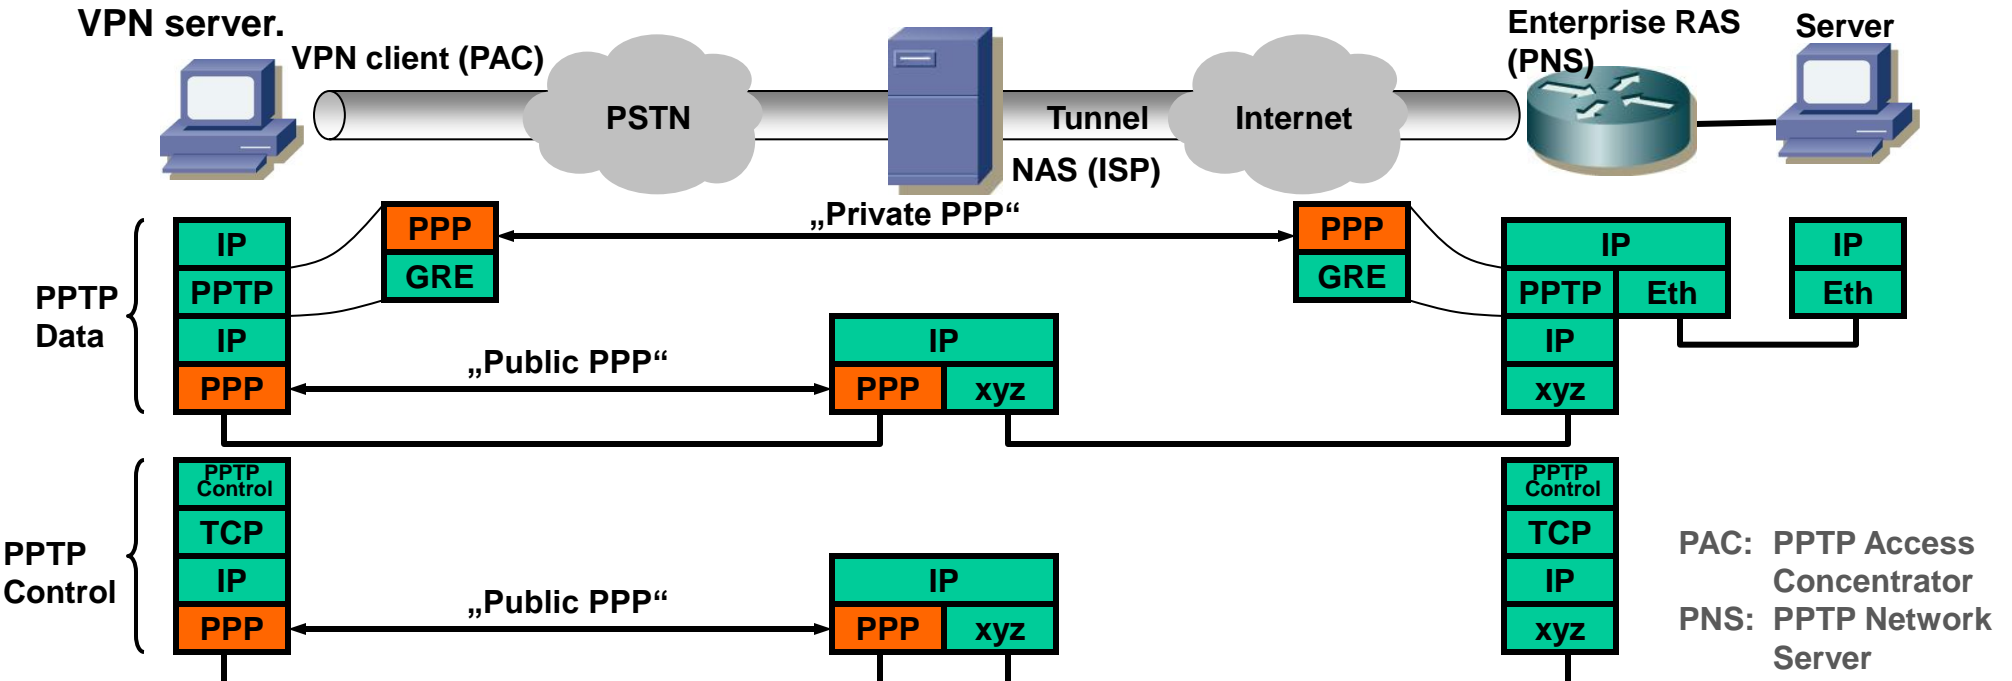 VPN server.
VPN client (PAC)
Enterprise RAS
(PNS)
Server
PSTN
Tunnel
Internet
NAS (ISP)
PPTP
Data
IP
PPTP
IP
PPP
PPP
GRE
„Private PPP“
„Public PPP“
IP
PPP
xyz
PPP
GRE
IP
PPTP
Eth
IP
xyz
IP
Eth
PPTP
Control
PPTP
Control
TCP
IP
PPP
„Public PPP“
IP
PPP
xyz
PPTP
Control
TCP
IP
xyz
PAC: PPTP Access
Concentrator
PNS: PPTP Network
Server